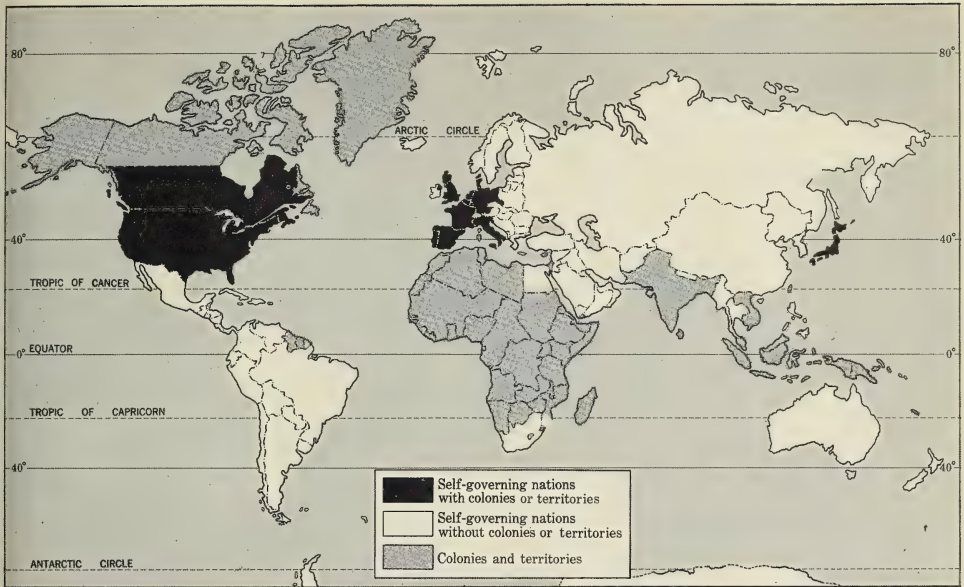 80°
80°
ARCTIC CIRCLE
40°
40°
TROPIC OF CANCER
EQUATOR
0°
0°
TROPIC OF CAPRICORN
40°
40°
Self-governing nations
with colonies or territories
Self-governing nations
without colonies or territories
Colonies and territories
ANTARCTIC CIRCLE